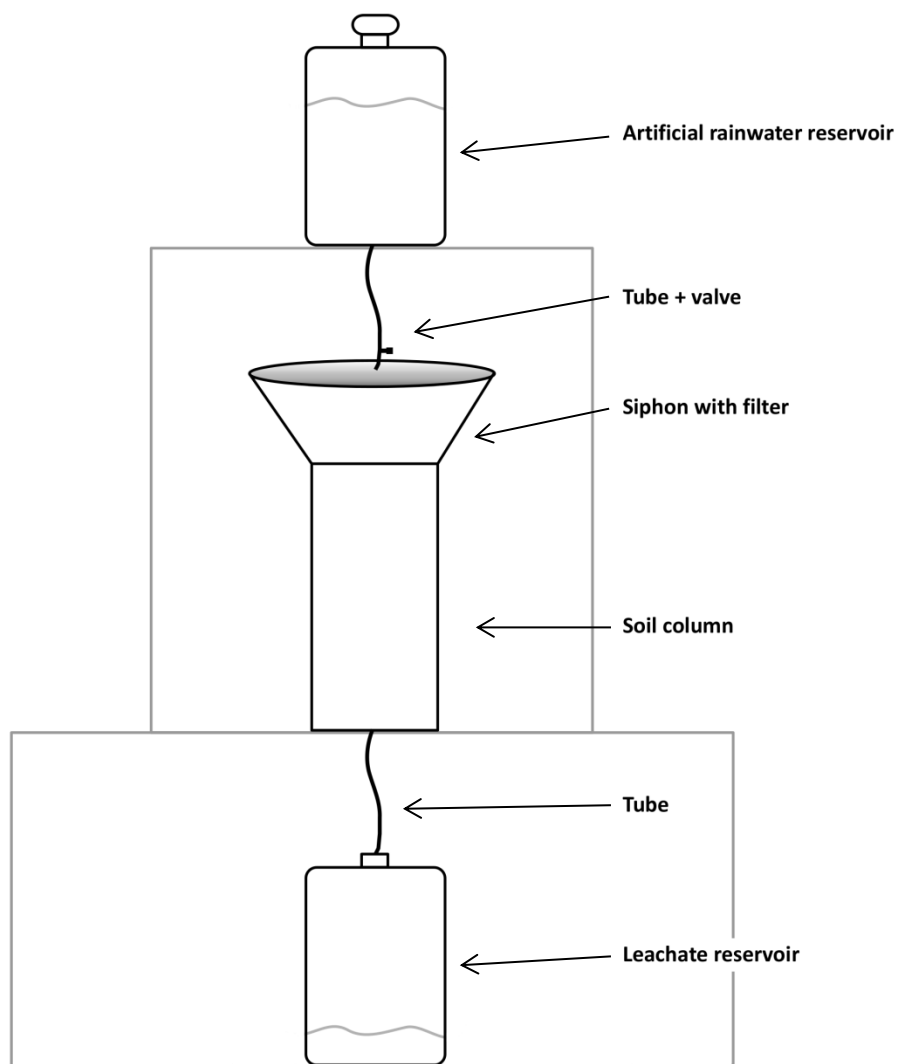 Artificial rainwater reservoir
Tube + valve
Siphon with filter
Soil column
Tube
Leachate reservoir